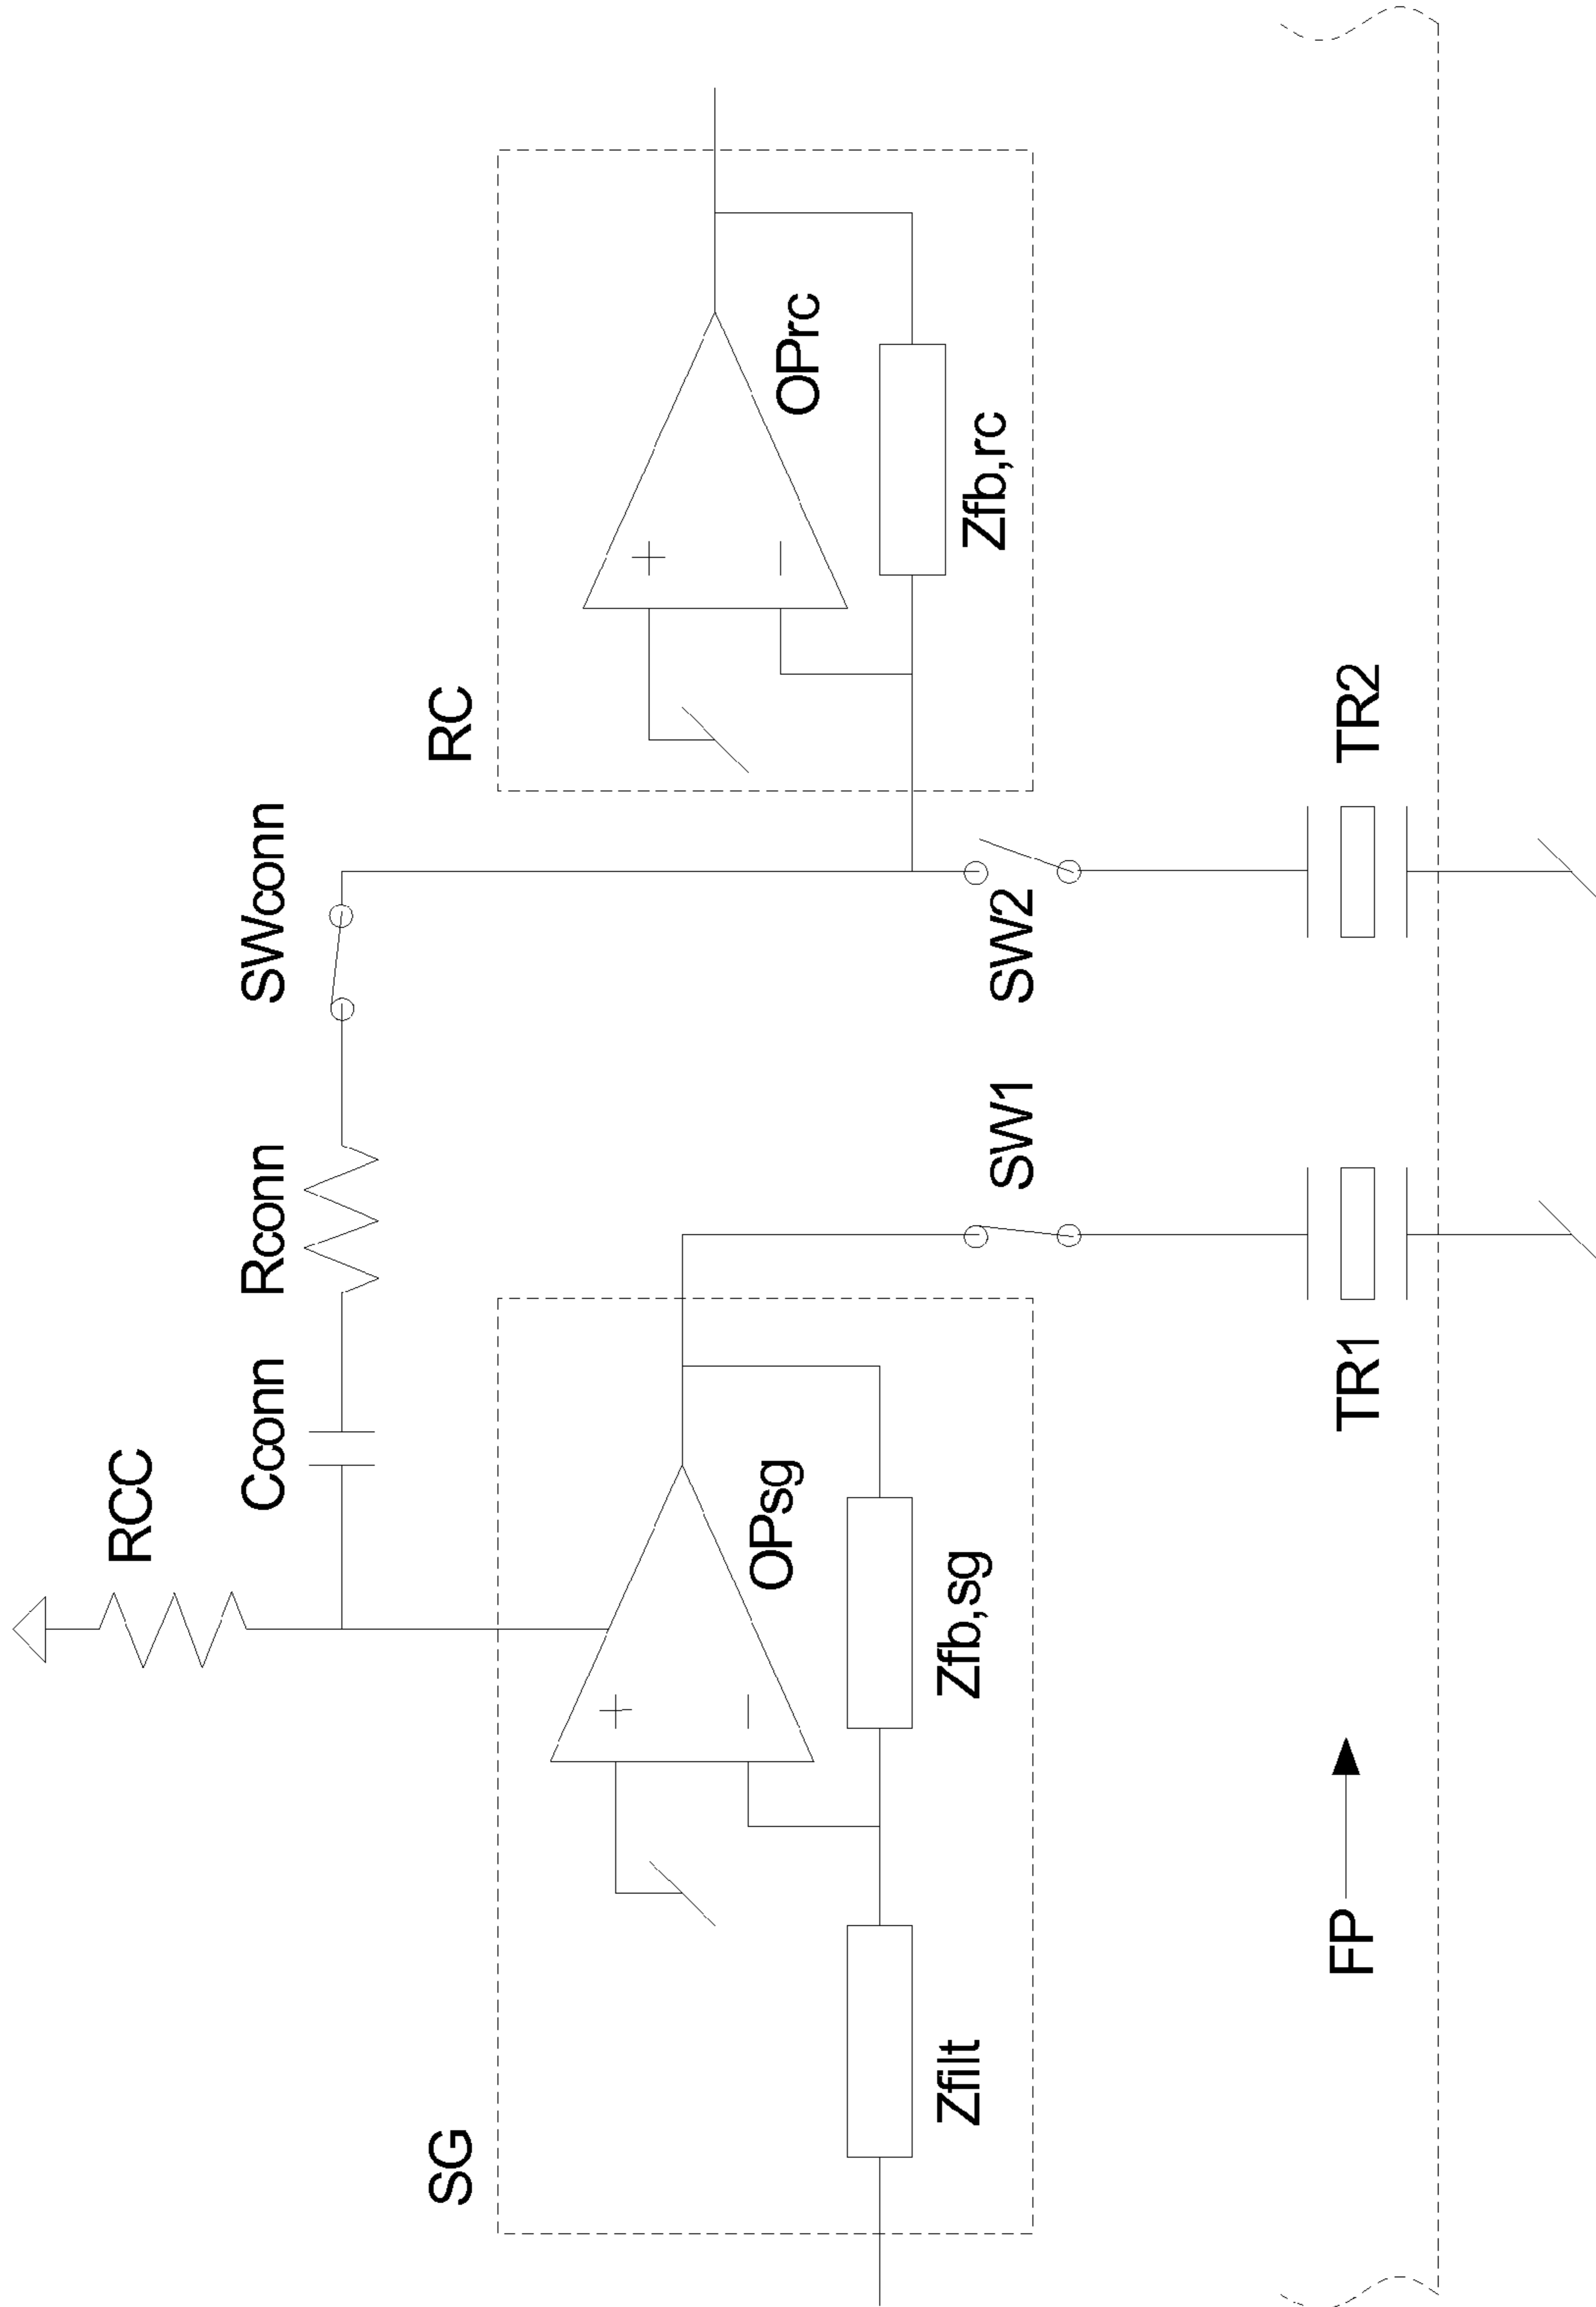 RCC
Cconn
Rconn
SWconn
SG
RC
OPsg
OPrc
Zfilt
Zfb,sg
Zfb,rc
SW1
SW2
FP
TR1
TR2
+
−
+
−